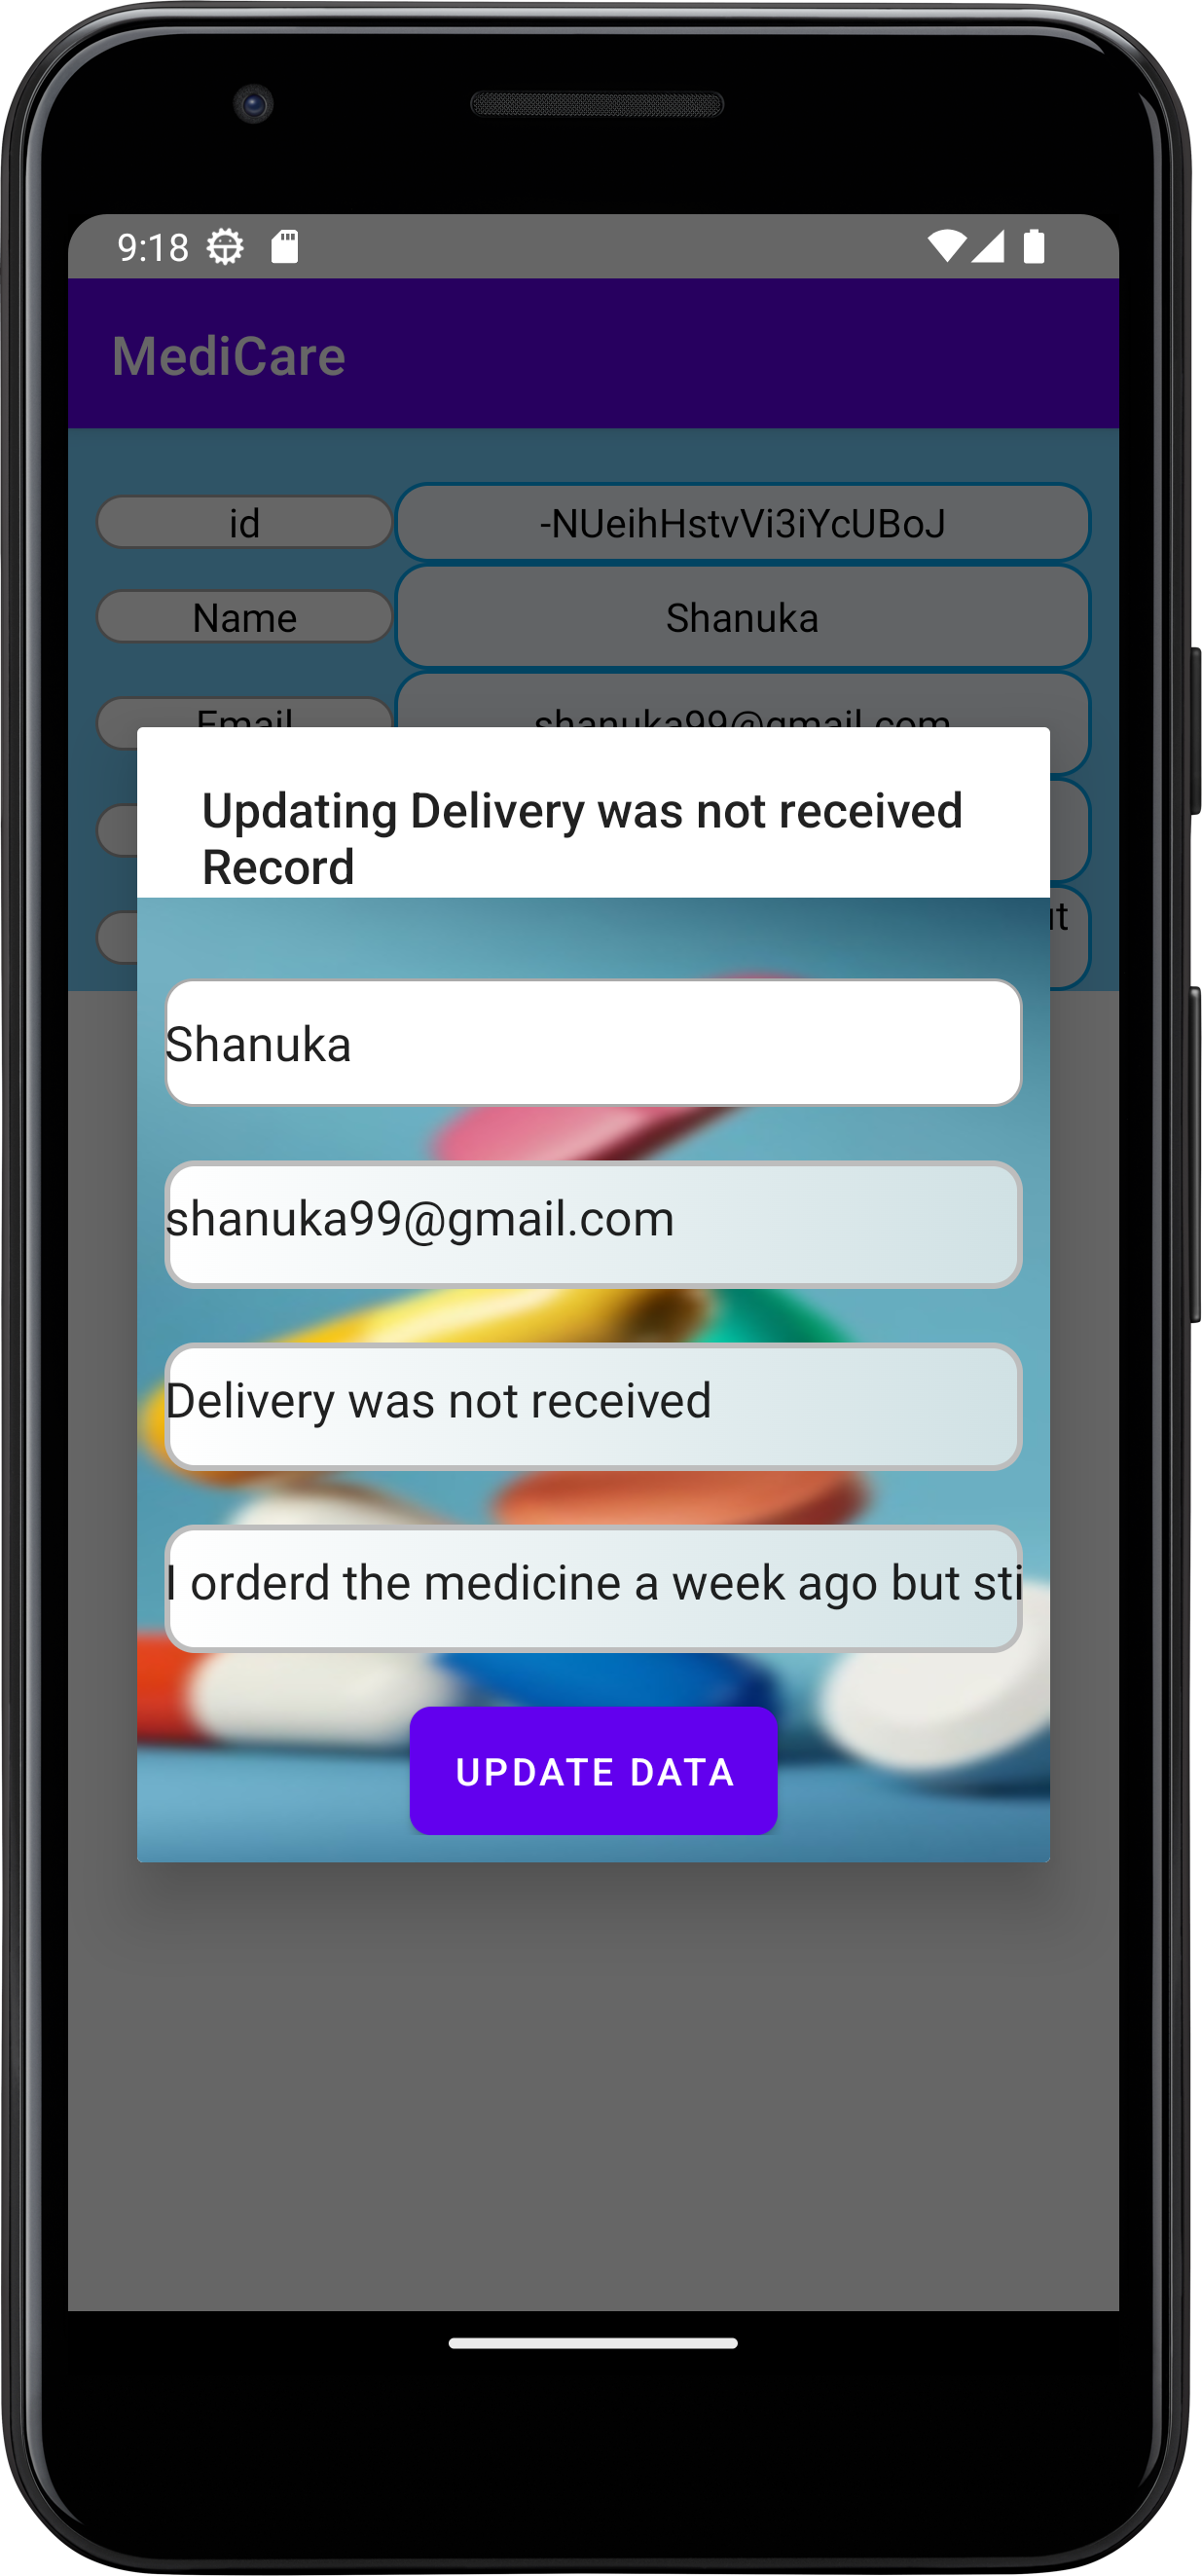 9:18
MediCare
id
-NUeihHstvVi3iYcUBoJ
Name
Shanuka
Email
shanuka99@gmail.com
Updating Delivery was not received
Record
Shanuka
shanuka99@gmail.com
Delivery was not received
I orderd the medicine a week ago but sti
UPDATE DATA